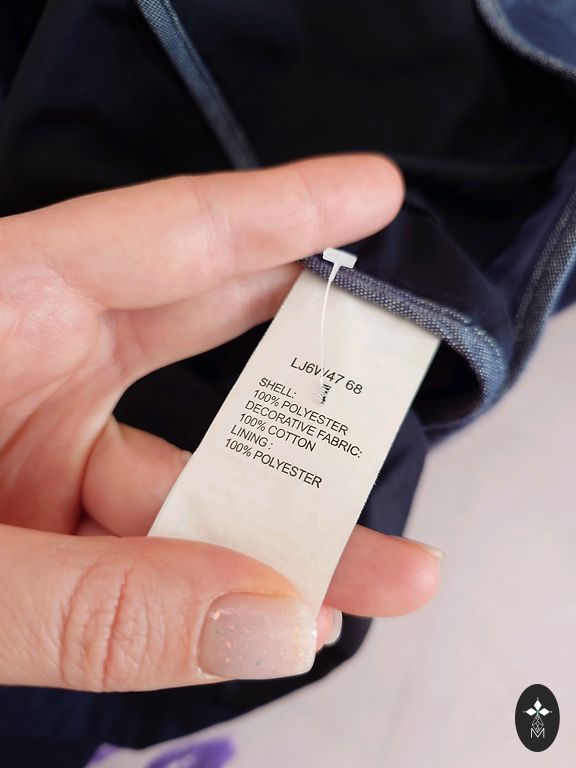 LJ6W47 68
SHELL:
100% POLYESTER
DECORATIVE FABRIC:
100% COTTON
LINING:
100% POLYESTER
M